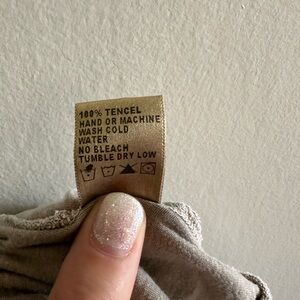 100% TENCEL
HAND OR MACHINE
WASH COLD
WATER
NO BLEACH
TUMBLE DRY LOW